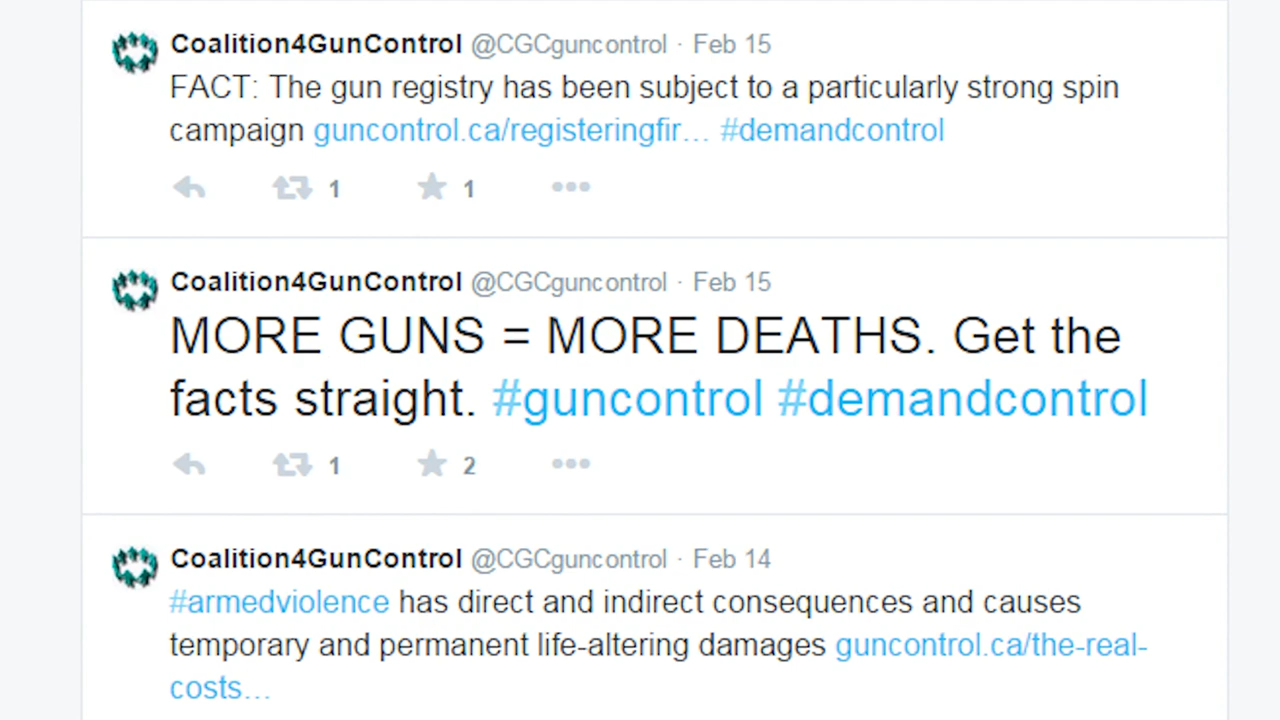 Coalition4GunControl @CGCguncontrol · Feb 15
FACT: The gun registry has been subject to a particularly strong spin
campaign guncontrol.ca/registeringfir... #demandcontrol
1 1
Coalition4GunControl @CGCguncontrol · Feb 15
MORE GUNS = MORE DEATHS. Get the
facts straight. #guncontrol #demandcontrol
1 2
Coalition4GunControl @CGCguncontrol · Feb 14
#armedviolence has direct and indirect consequences and causes
temporary and permanent life-altering damages guncontrol.ca/the-real-
costs...